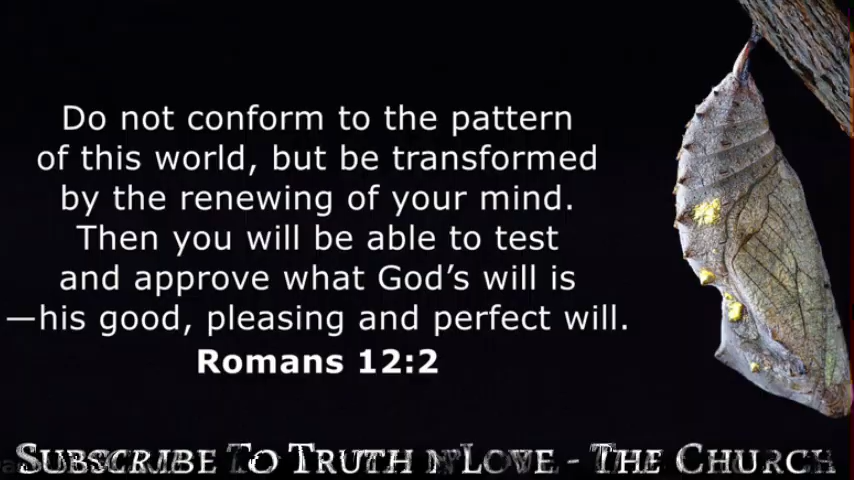 Do not conform to the pattern
of this world, but be transformed
by the renewing of your mind.
Then you will be able to test
and approve what God’s will is
—his good, pleasing and perfect will.
Romans 12:2
Subscribe To Truth n'Love - The Church